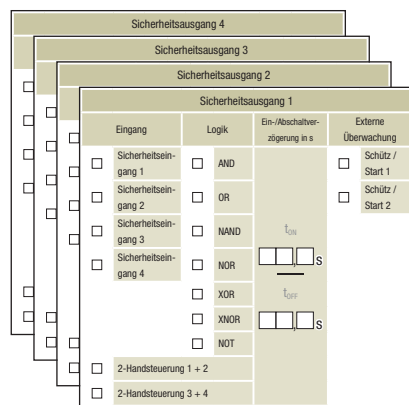 Sicherheitsausgang 4
Sicherheitsausgang 3
Sicherheitsausgang 2
Sicherheitsausgang 1
Eingang
Logik
Ein-/Abschaltver-
zögerung in s
Externe
Überwachung
Sicherheitsein-
gang 1
AND
Schütz /
Start 1
Sicherheitsein-
gang 2
OR
Schütz /
Start 2
Sicherheitsein-
gang 3
NAND
tON
Sicherheitsein-
gang 4
NOR
, s
XOR
tOFF
XNOR
, s
NOT
2-Handsteuerung 1 + 2
2-Handsteuerung 3 + 4